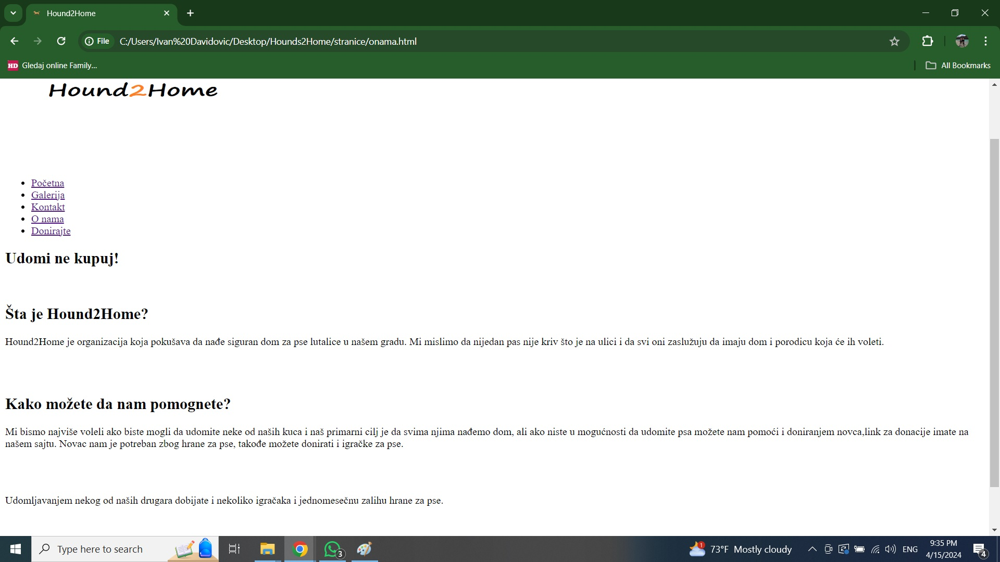 Hound2Home
File
C:/Users/Ivan%20Davidovic/Desktop/Hounds2Home/stranice/onama.html
HD Gledaj online Family...
All Bookmarks
Hound2Home
Početna
Galerija
Kontakt
O nama
Donirajte
Udomi ne kupuj!
Šta je Hound2Home?
Hound2Home je organizacija koja pokušava da nađe siguran dom za pse lutalice u našem gradu. Mi mislimo da nijedan pas nije kriv što je na ulici i da svi oni zaslužuju da imaju dom i porodicu koja će ih voleti.
Kako možete da nam pomognete?
Mi bismo najviše voleli ako biste mogli da udomite neke od naših kuca i naš primarni cilj je da svima njima nađemo dom, ali ako niste u mogućnosti da udomite psa možete nam pomoći i doniranjem novca,link za donacije imate na
našem sajtu. Novac nam je potreban zbog hrane za pse, takođe možete donirati i igračke za pse.
Udomljavanjem nekog od naših drugara dobijate i nekoliko igračaka i jednomesečnu zalihu hrane za pse.
Type here to search
3
1
73°F Mostly cloudy
ENG
9:35 PM
4/15/2024
4